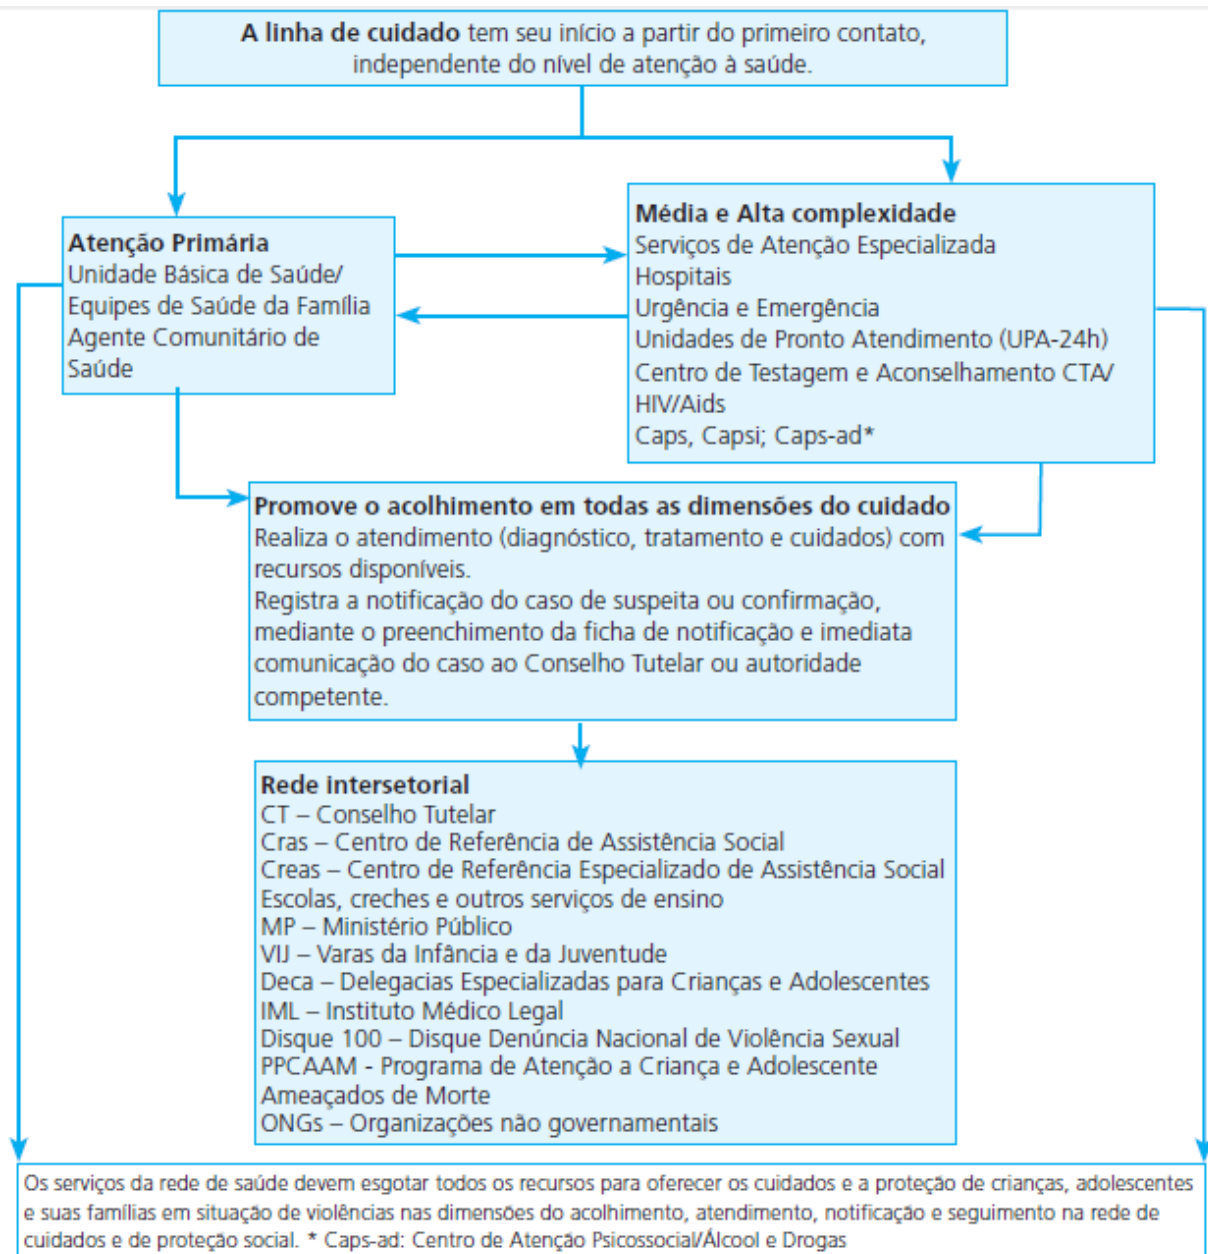 A linha de cuidado tem seu início a partir do primeiro contato,
independente do nível de atenção à saúde.
Atenção Primária
Unidade Básica de Saúde/
Equipes de Saúde da Família
Agente Comunitário de
Saúde
Média e Alta complexidade
Serviços de Atenção Especializada
Hospitais
Urgência e Emergência
Unidades de Pronto Atendimento (UPA-24h)
Centro de Testagem e Aconselhamento CTA/
HIV/Aids
Caps, Capsi; Caps-ad*
Promove o acolhimento em todas as dimensões do cuidado
Realiza o atendimento (diagnóstico, tratamento e cuidados) com
recursos disponíveis.
Registra a notificação do caso de suspeita ou confirmação,
mediante o preenchimento da ficha de notificação e imediata
comunicação do caso ao Conselho Tutelar ou autoridade
competente.
Rede intersetorial
CT – Conselho Tutelar
Cras – Centro de Referência de Assistência Social
Creas – Centro de Referência Especializado de Assistência Social
Escolas, creches e outros serviços de ensino
MP – Ministério Público
VIJ – Varas da Infância e da Juventude
Deca – Delegacias Especializadas para Crianças e Adolescentes
IML – Instituto Médico Legal
Disque 100 – Disque Denúncia Nacional de Violência Sexual
PPCAAM - Programa de Atenção a Criança e Adolescente
Ameaçados de Morte
ONGs – Organizações não governamentais
Os serviços da rede de saúde devem esgotar todos os recursos para oferecer os cuidados e a proteção de crianças, adolescentes
e suas famílias em situação de violências nas dimensões do acolhimento, atendimento, notificação e seguimento na rede de
cuidados e de proteção social. * Caps-ad: Centro de Atenção Psicossocial/Álcool e Drogas